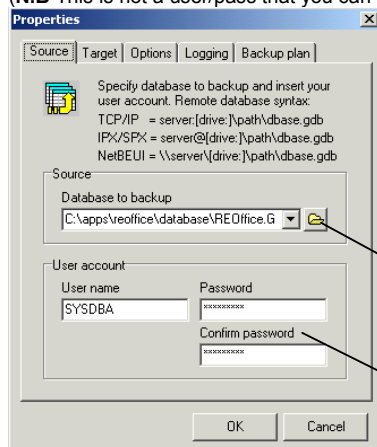 (N.B This is not a user/pass that you can
Properties
Source Target Options Logging Backup plan
Specify database to backup and insert your
user account. Remote database syntax:
TCP/IP = server:[drive:]\path\dbase.gdb
IPX/SPX = server@[drive:]\path\dbase.gdb
NetBEUI = \\server\[drive:]\path\dbase.gdb
Source
Database to backup
C:\apps\reoffice\database\REOffice.G
User account
User name Password
SYSDBA xxxxxxxxx
Confirm password
xxxxxxxxx
OK Cancel